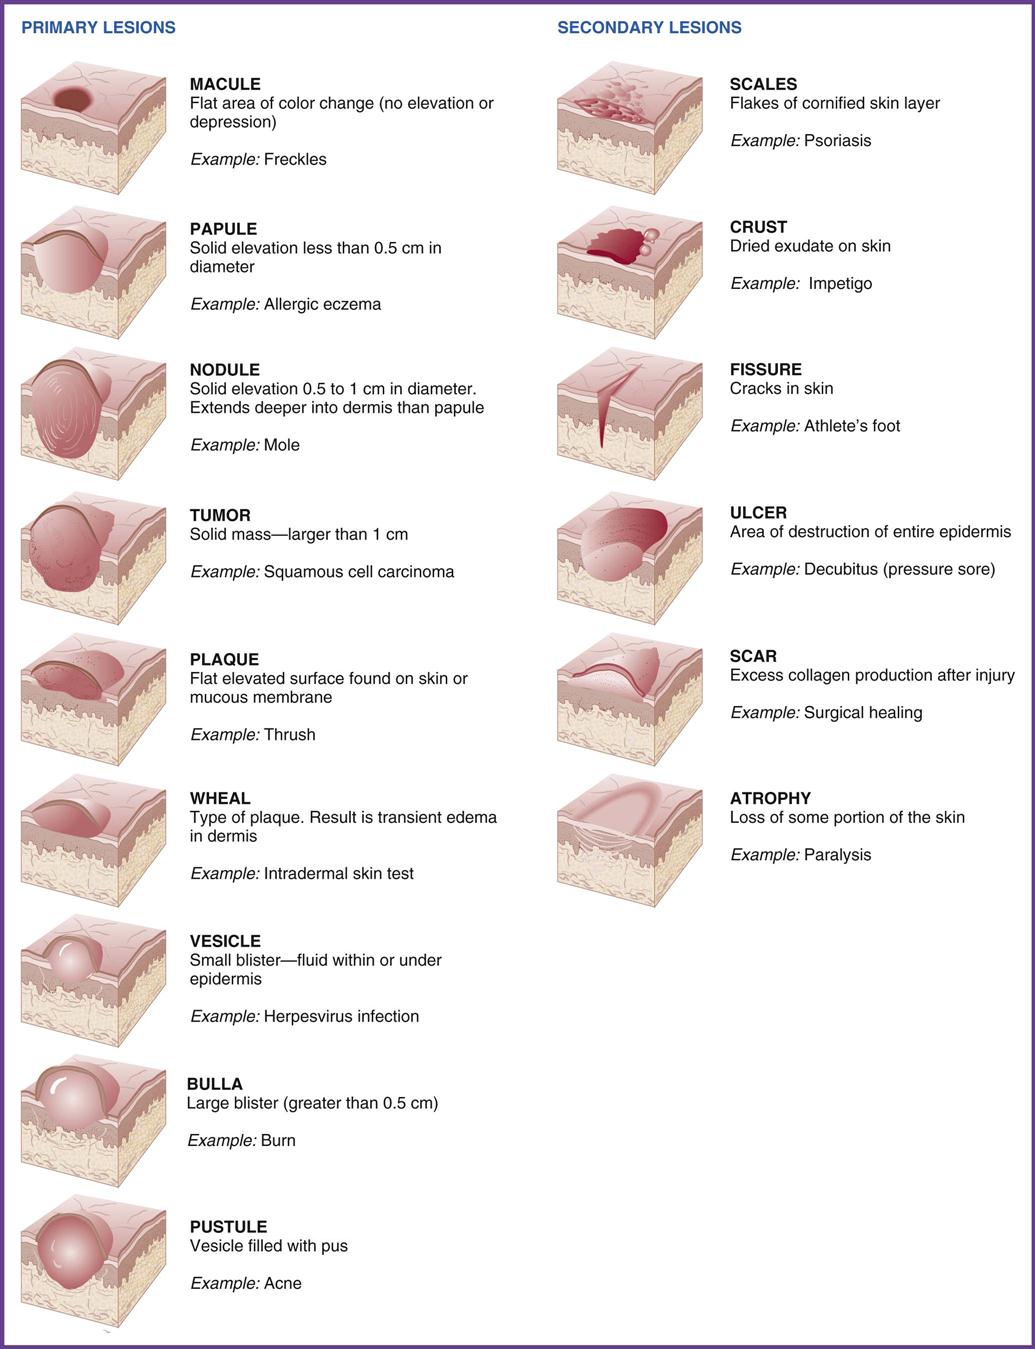 PRIMARY LESIONS
MACULE
Flat area of color change (no elevation or
depression)
Example: Freckles
PAPULE
Solid elevation less than 0.5 cm in
diameter
Example: Allergic eczema
NODULE
Solid elevation 0.5 to 1 cm in diameter.
Extends deeper into dermis than papule
Example: Mole
TUMOR
Solid mass—larger than 1 cm
Example: Squamous cell carcinoma
PLAQUE
Flat elevated surface found on skin or
mucous membrane
Example: Thrush
WHEAL
Type of plaque. Result is transient edema
in dermis
Example: Intradermal skin test
VESICLE
Small blister—fluid within or under
epidermis
Example: Herpesvirus infection
BULLA
Large blister (greater than 0.5 cm)
Example: Burn
PUSTULE
Vesicle filled with pus
Example: Acne
SECONDARY LESIONS
SCALES
Flakes of cornified skin layer
Example: Psoriasis
CRUST
Dried exudate on skin
Example: Impetigo
FISSURE
Cracks in skin
Example: Athlete’s foot
ULCER
Area of destruction of entire epidermis
Example: Decubitus (pressure sore)
SCAR
Excess collagen production after injury
Example: Surgical healing
ATROPHY
Loss of some portion of the skin
Example: Paralysis